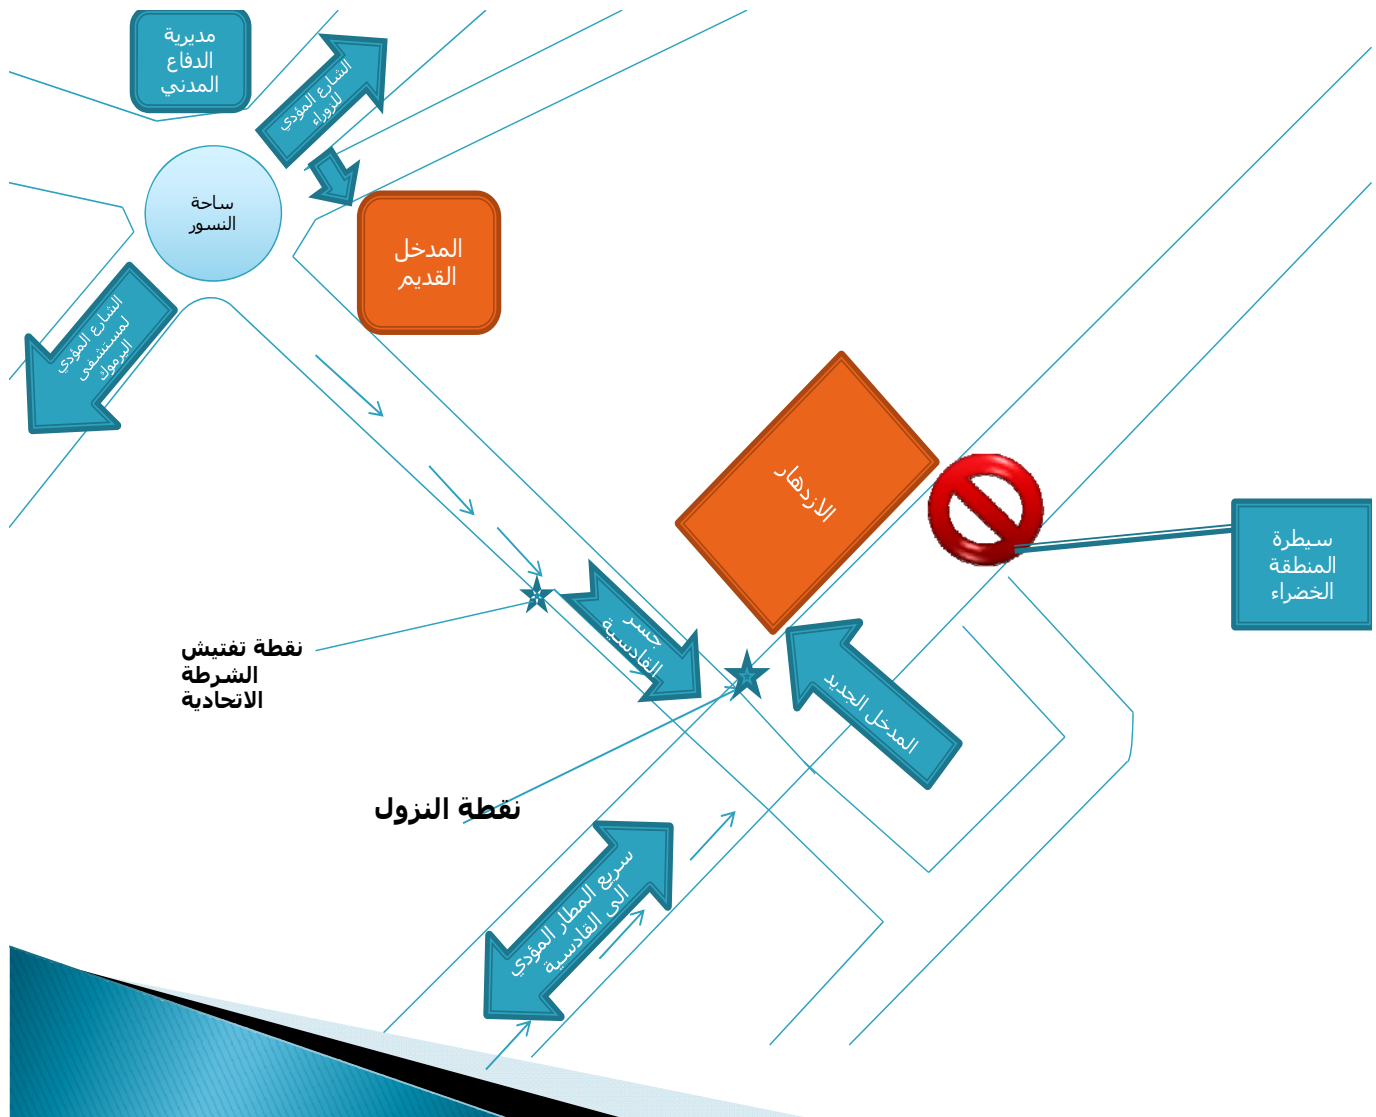 مديرية
الدفاع
المدني
الشارع المؤدي
للزوراء
ساحة
النسور
المدخل
القديم
الشارع المؤدي
لمستشفى
اليرموك
الازدهار
سيطرة
المنطقة
الخضراء
جسر
القادسية
نقطة تفتيش
الشرطة
الاتحادية
المدخل الجديد
نقطة النزول
سريع المطار المؤدي
الى القادسية